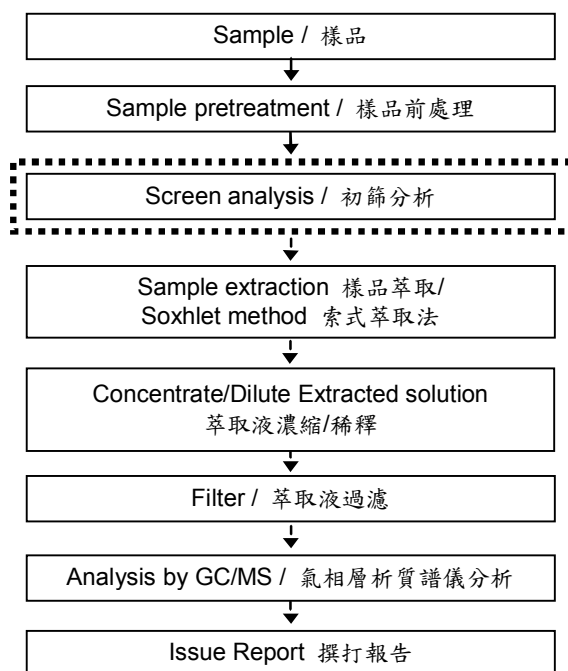 Sample / 樣品
Sample pretreatment / 樣品前處理
Screen analysis / 初篩分析
Sample extraction 樣品萃取/
Soxhlet method 索式萃取法
Concentrate/Dilute Extracted solution
萃取液濃縮/稀釋
Filter / 萃取液過濾
Analysis by GC/MS / 氣相層析質譜儀分析
Issue Report 撰打報告